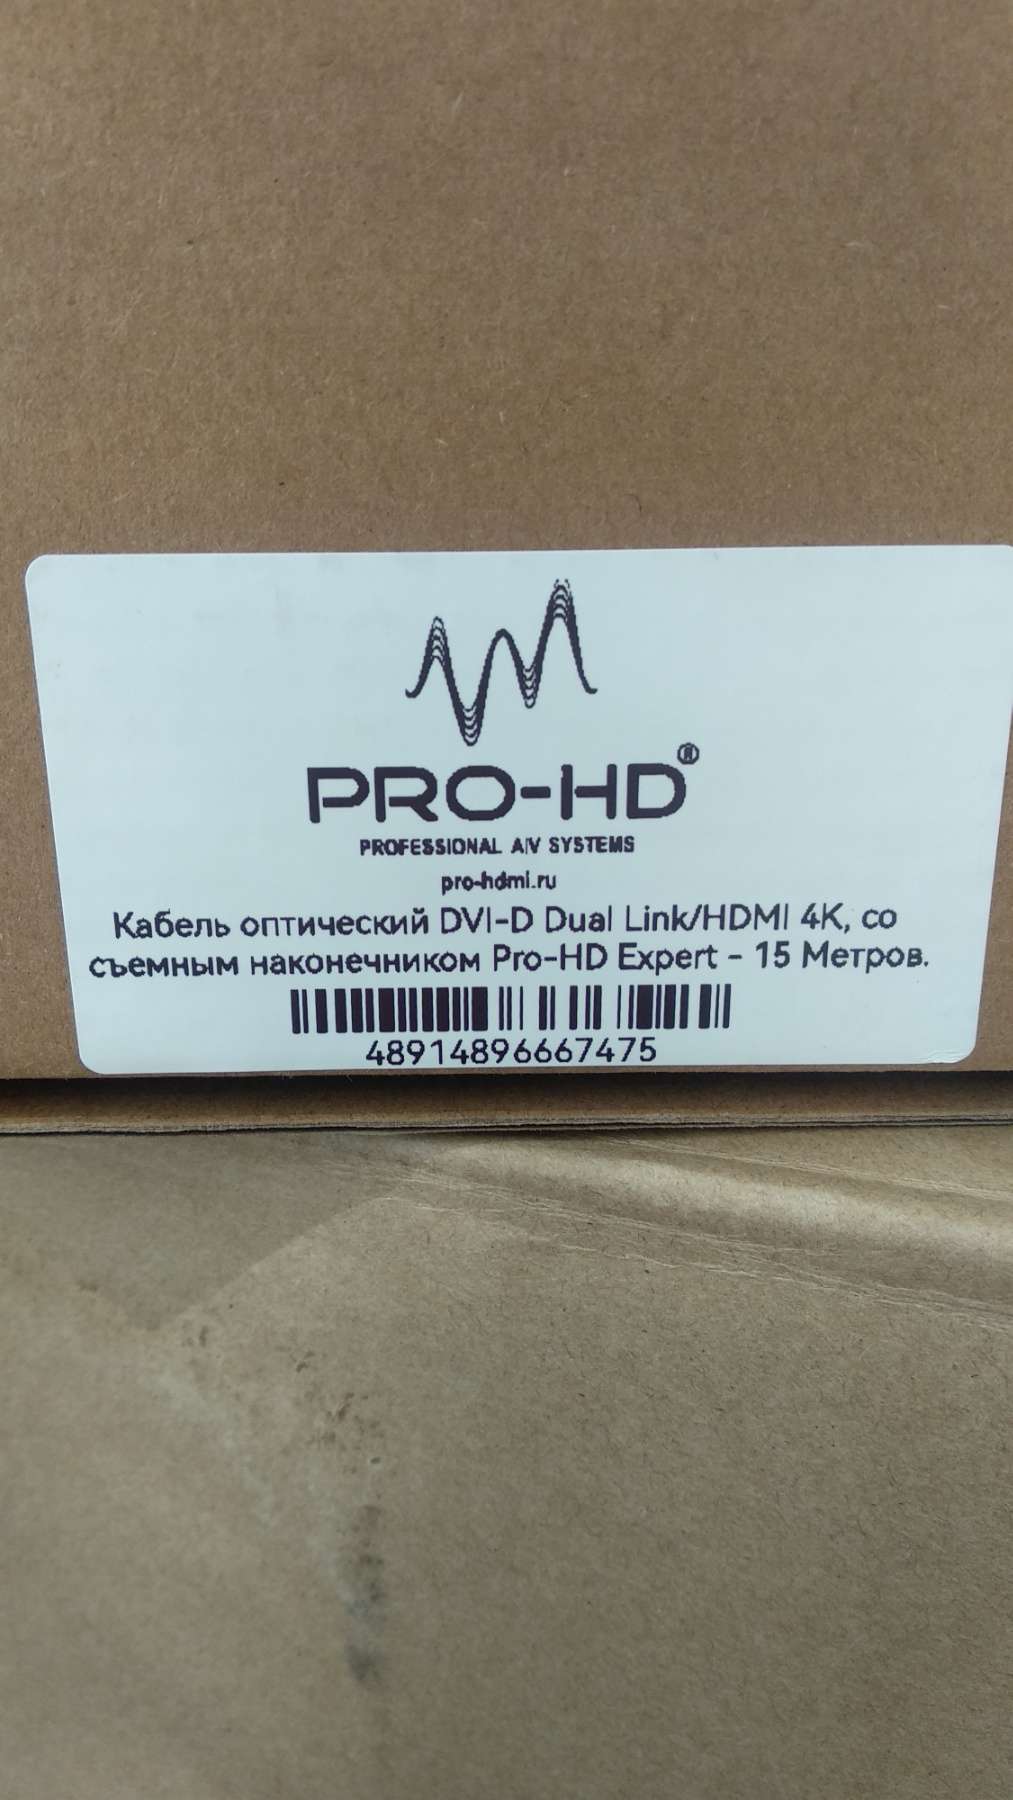 PRO-HD®
PROFESSIONAL A/V SYSTEMS
pro-hdmi.ru
Кабель оптический DVI-D Dual Link/HDMI 4K, со
съемным наконечником Pro-HD Expert - 15 Метров.
48914896667475